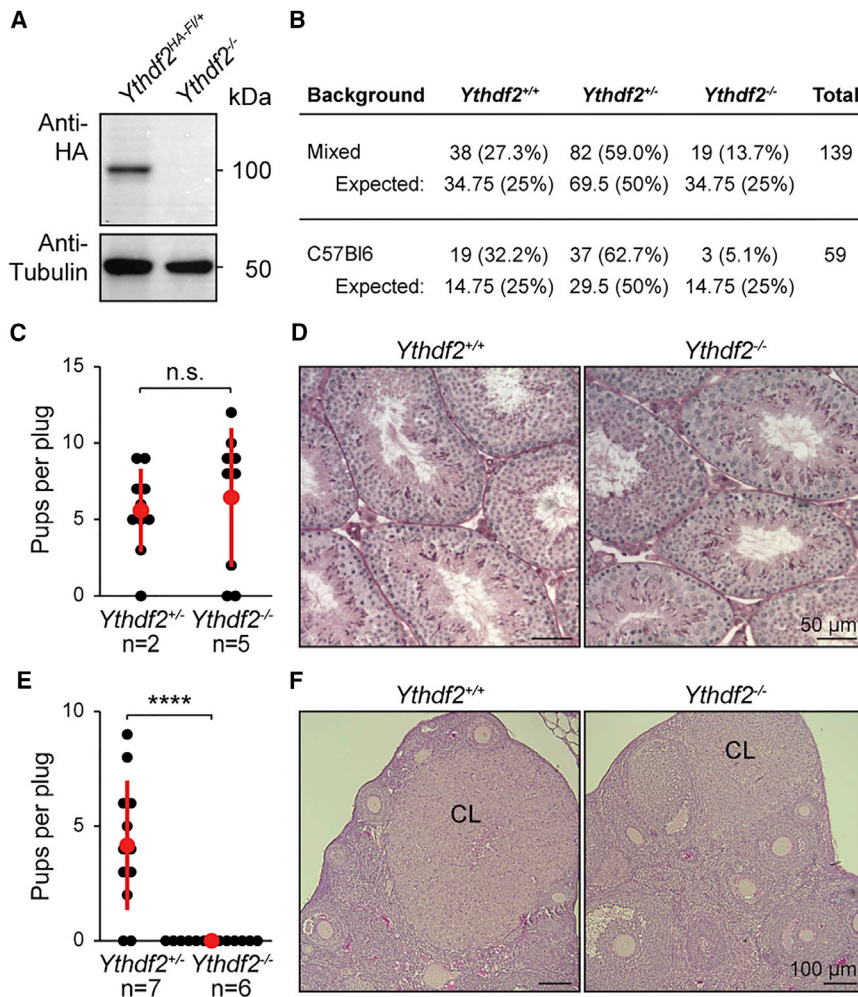 A
Ythdf2HA-Fl/+
Ythdf2-/-
kDa
Anti-
HA
100
Anti-
Tubulin
50
B
Background Ythdf2+/+ Ythdf2+/- Ythdf2-/- Total
Mixed 38 (27.3%) 82 (59.0%) 19 (13.7%) 139
Expected: 34.75 (25%) 69.5 (50%) 34.75 (25%)
C57Bl6 19 (32.2%) 37 (62.7%) 3 (5.1%) 59
Expected: 14.75 (25%) 29.5 (50%) 14.75 (25%)
C
Pups per plug
15
10
5
0
n.s.
Ythdf2+/- Ythdf2-/-
n=2 n=5
D
Ythdf2+/+ Ythdf2-/-
50 µm
E
Pups per plug
10
5
0
****
Ythdf2+/- Ythdf2-/-
n=7 n=6
F
Ythdf2+/+ Ythdf2-/-
CL CL
100 µm